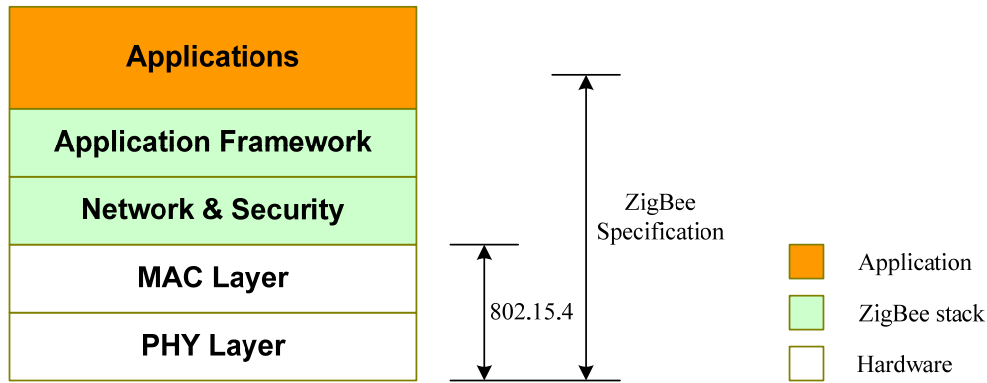 Applications
Application Framework
Network & Security
MAC Layer
PHY Layer
802.15.4
ZigBee
Specification
Application
ZigBee stack
Hardware